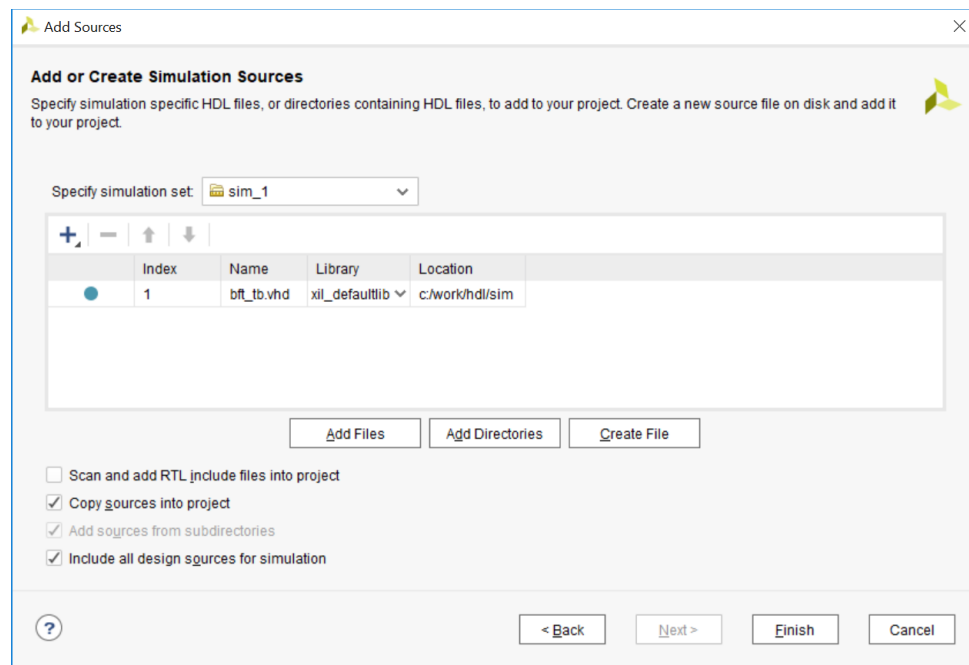 Add Sources
Add or Create Simulation Sources
Specify simulation specific HDL files, or directories containing HDL files, to add to your project. Create a new source file on disk and add it
to your project.
Specify simulation set: sim_1
Index Name Library Location
1 bft_tb.vhd xil_defaultlib c:/work/hdl/sim
Add Files Add Directories Create File
Scan and add RTL include files into project
Copy sources into project
Add sources from subdirectories
Include all design sources for simulation
? < Back Next > Finish Cancel